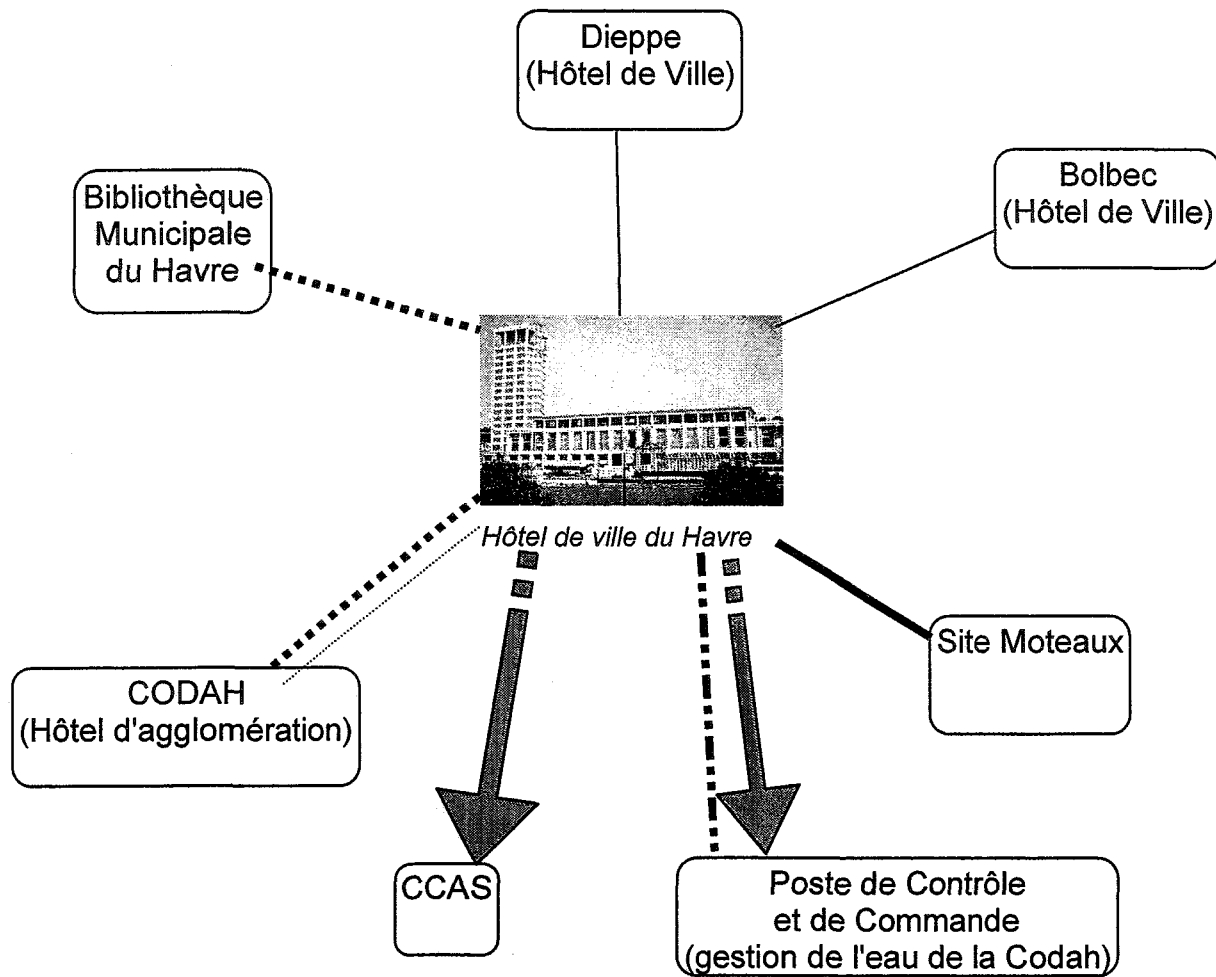 Dieppe
(Hôtel de Ville)
Bibliothèque
Municipale
du Havre
Bolbec
(Hôtel de Ville)
Hôtel de ville du Havre
Site Moteaux
CODAH
(Hôtel d'agglomération)
CCAS
Poste de Contrôle
et de Commande
(gestion de l'eau de la Codah)